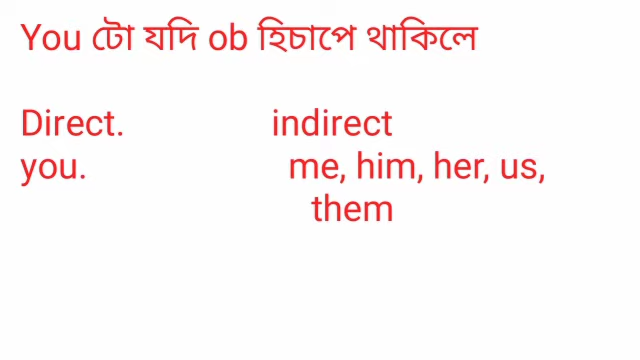 You টো যদি ob হিচাপে থাকিলে
Direct. indirect
you. me, him, her, us,
them